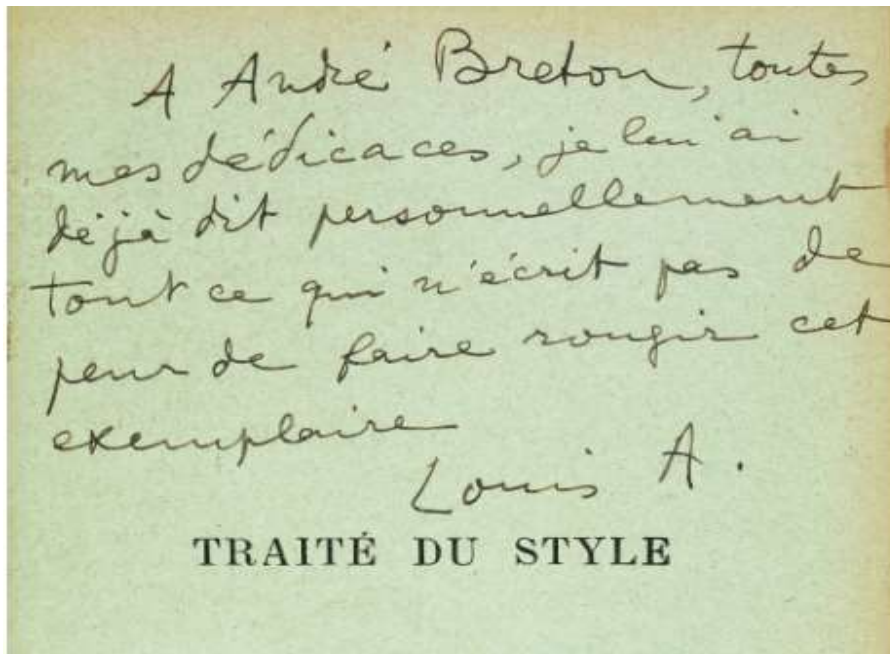 A André Breton, toutes
mes dédicaces, je lui ai
déjà dit personnellement
tout ce qui n'écrit pas de
peur de faire rougir cet
exemplaire
Louis A.
TRAITÉ DU STYLE